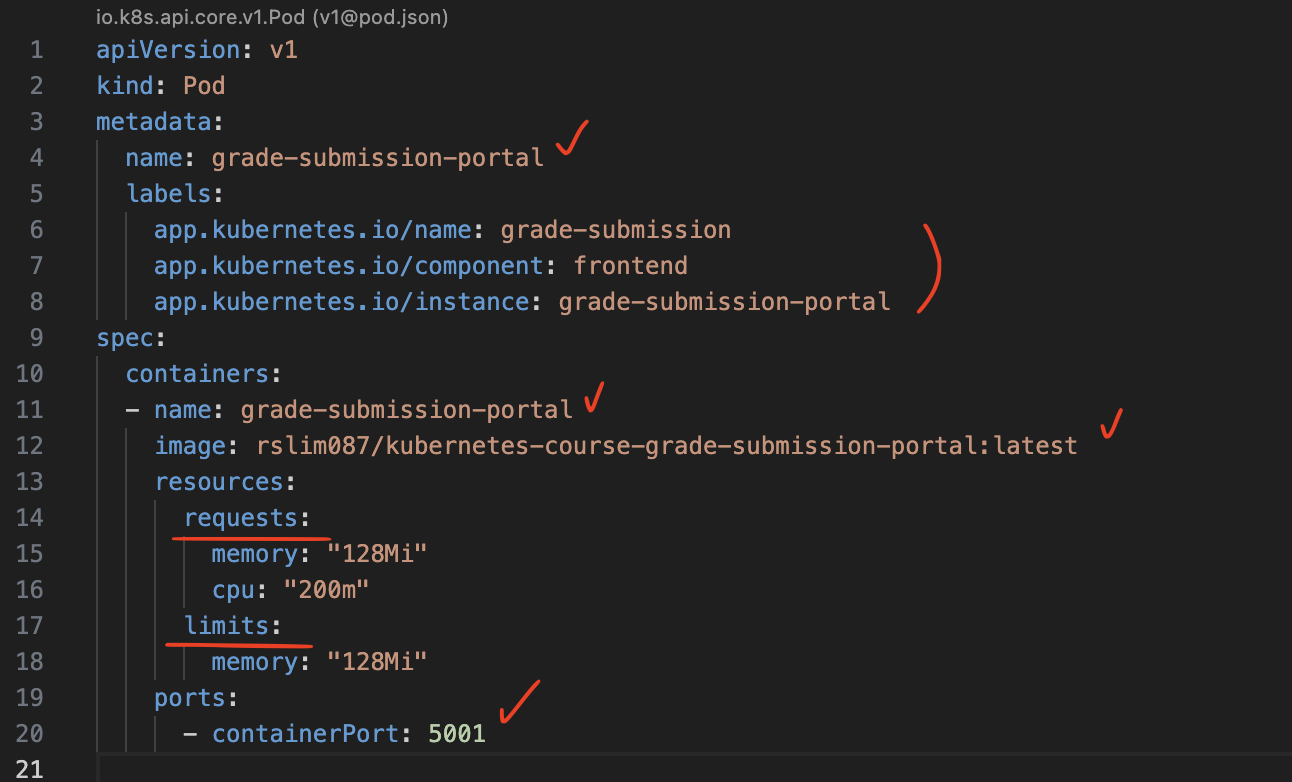 io.k8s.api.core.v1.Pod (v1@pod.json)
1 apiVersion: v1
2 kind: Pod
3 metadata:
4   name: grade-submission-portal
5   labels:
6     app.kubernetes.io/name: grade-submission
7     app.kubernetes.io/component: frontend
8     app.kubernetes.io/instance: grade-submission-portal
9 spec:
10   containers:
11   - name: grade-submission-portal
12     image: rslim087/kubernetes-course-grade-submission-portal:latest
13     resources:
14       requests:
15         memory: "128Mi"
16         cpu: "200m"
17       limits:
18         memory: "128Mi"
19     ports:
20       - containerPort: 5001
21